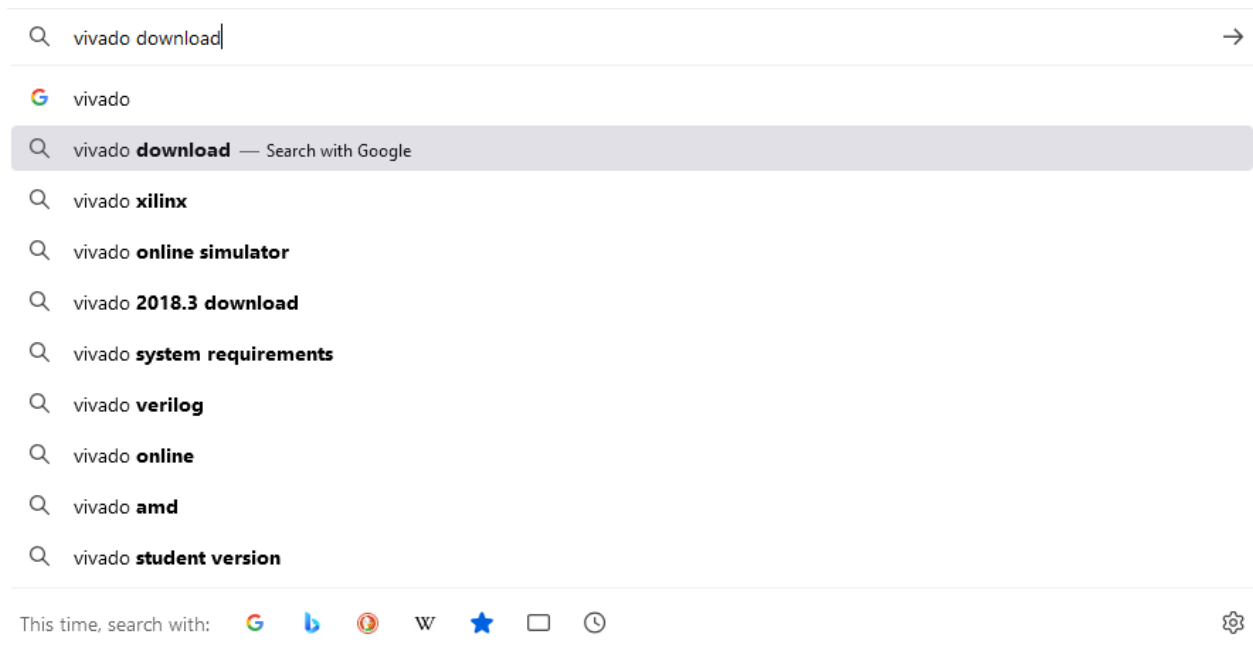 vivado download
vivado
vivado download — Search with Google
vivado xilinx
vivado online simulator
vivado 2018.3 download
vivado system requirements
vivado verilog
vivado online
vivado amd
vivado student version
This time, search with: